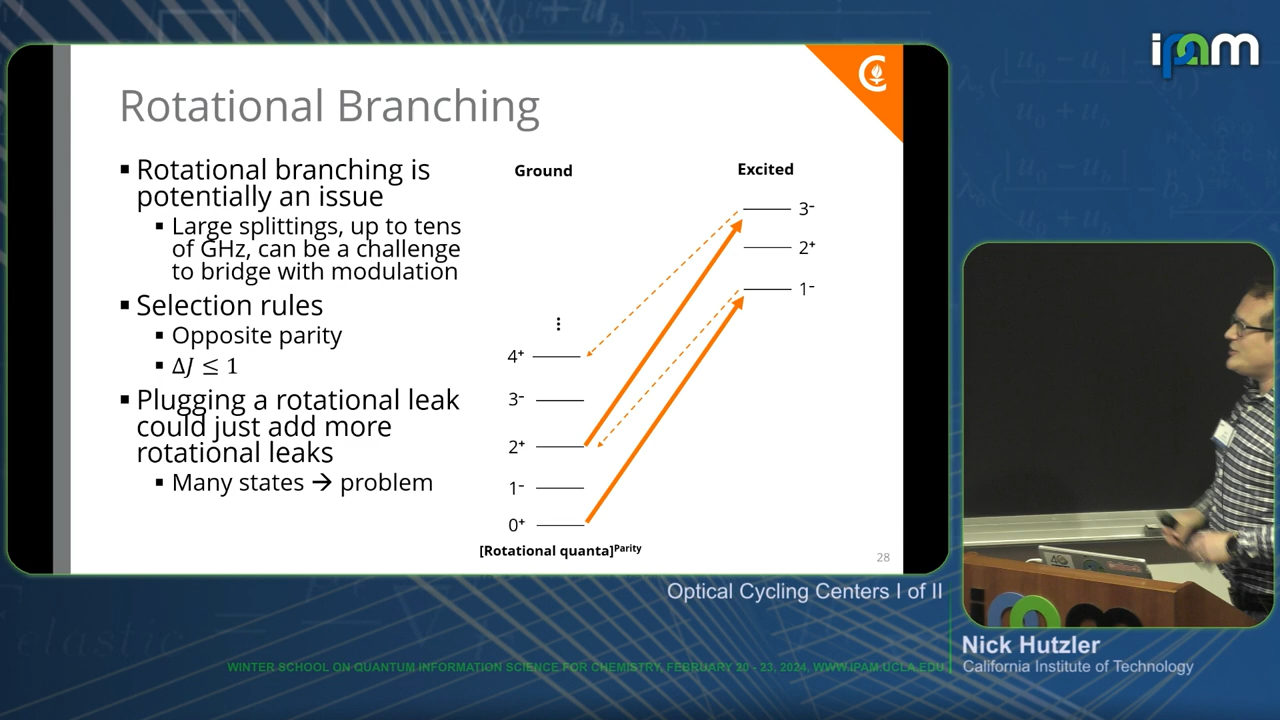 ipam
Rotational Branching
▪ Rotational branching is
potentially an issue
▪ Large splittings, up to tens
of GHz, can be a challenge
to bridge with modulation
▪ Selection rules
▪ Opposite parity
▪ ΔJ ≤ 1
▪ Plugging a rotational leak
could just add more
rotational leaks
▪ Many states → problem
Ground
Excited
3⁻
2⁺
1⁻
⋮
4⁺
3⁻
2⁺
1⁻
0⁺
[Rotational quanta]ᴾᵃʳⁱᵗʸ
28
Optical Cycling Centers I of II
Nick Hutzler
California Institute of Technology
WINTER SCHOOL ON QUANTUM INFORMATION SCIENCE FOR CHEMISTRY, FEBRUARY 20 - 23, 2024, WWW.IPAM.UCLA.EDU
elastic